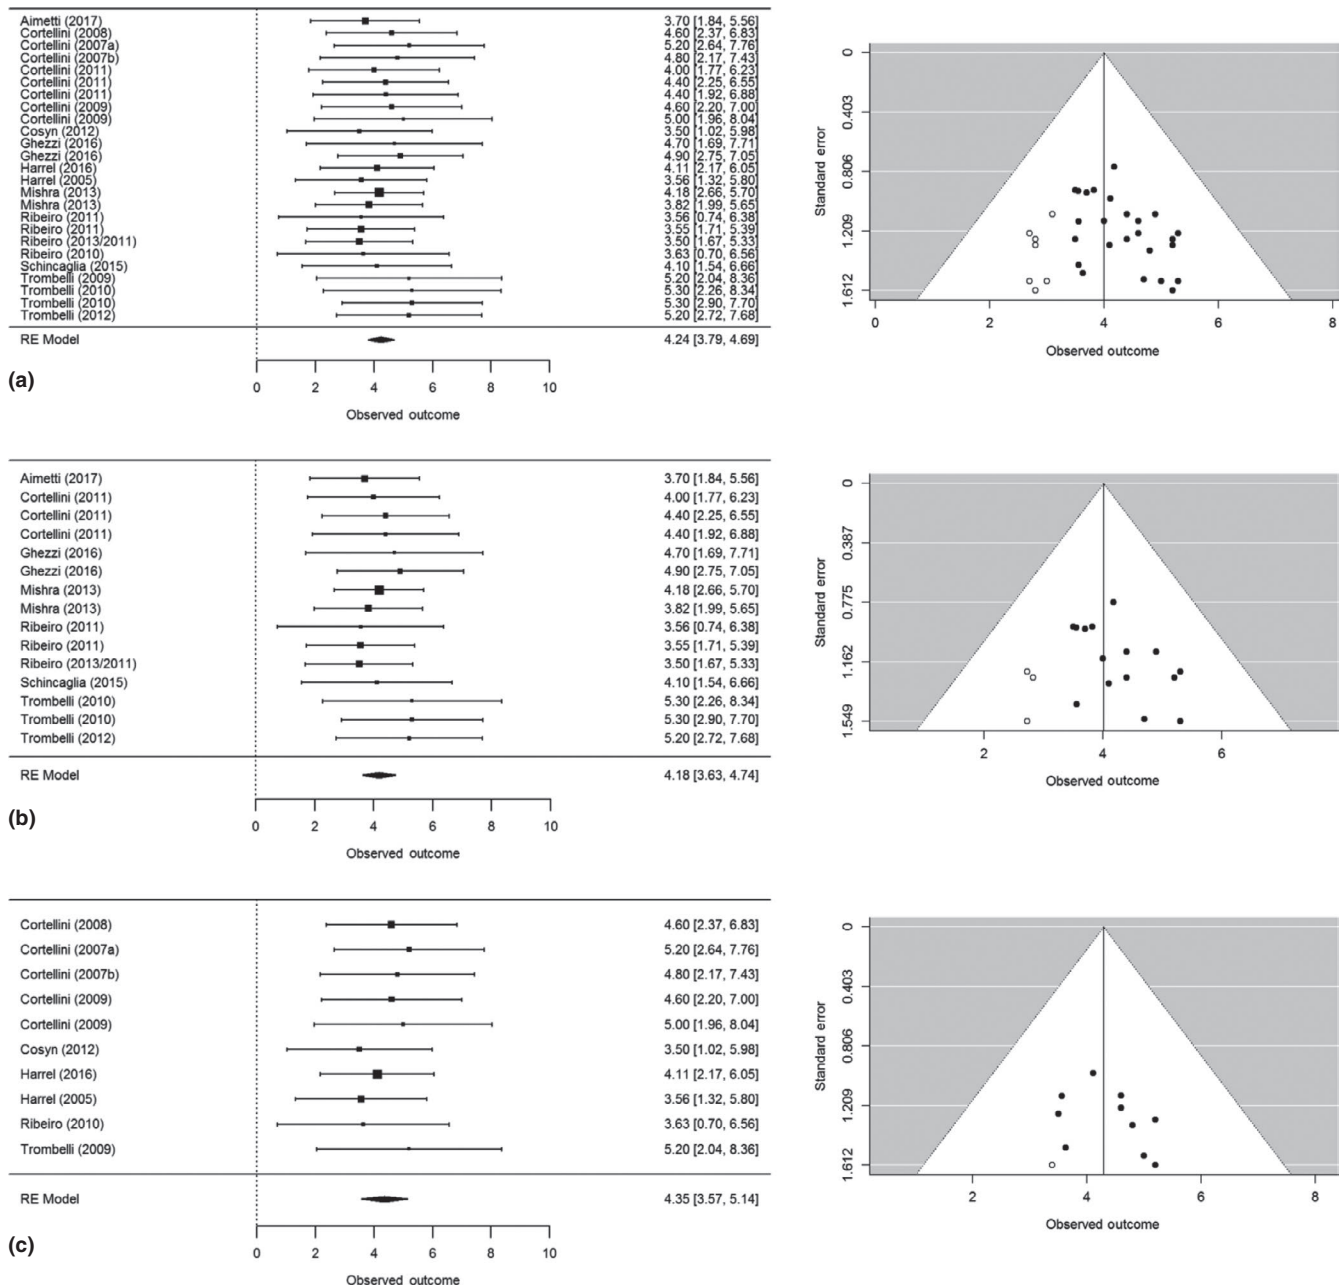 Aimetti (2017) 3.70 [1.84, 5.56]
Cortellini (2008) 4.60 [2.37, 6.83]
Cortellini (2007a) 5.20 [2.64, 7.76]
Cortellini (2007b) 4.80 [2.17, 7.43]
Cortellini (2011) 4.00 [1.77, 6.23]
Cortellini (2011) 4.40 [2.25, 6.55]
Cortellini (2011) 4.40 [1.92, 6.88]
Cortellini (2009) 4.60 [2.20, 7.00]
Cortellini (2009) 5.00 [1.96, 8.04]
Cosyn (2012) 3.50 [1.02, 5.98]
Ghezzi (2016) 4.70 [1.69, 7.71]
Ghezzi (2016) 4.90 [2.75, 7.05]
Harrel (2016) 4.11 [2.17, 6.05]
Harrel (2005) 3.56 [1.32, 5.80]
Mishra (2013) 4.18 [2.66, 5.70]
Mishra (2013) 3.82 [1.99, 5.65]
Ribeiro (2011) 3.56 [0.74, 6.38]
Ribeiro (2011) 3.55 [1.71, 5.39]
Ribeiro (2013/2011) 3.50 [1.67, 5.33]
Ribeiro (2010) 3.63 [0.70, 6.56]
Schincaglia (2015) 4.10 [1.54, 6.66]
Trombelli (2009) 5.20 [2.04, 8.36]
Trombelli (2010) 5.30 [2.26, 8.34]
Trombelli (2010) 5.30 [2.90, 7.70]
Trombelli (2012) 5.20 [2.72, 7.68]
RE Model 4.24 [3.79, 4.69]
0 2 4 6 8 10
Observed outcome
(a)
Standard error
0
0.403
0.806
1.209
1.612
0 2 4 6 8
Observed outcome
Aimetti (2017) 3.70 [1.84, 5.56]
Cortellini (2011) 4.00 [1.77, 6.23]
Cortellini (2011) 4.40 [2.25, 6.55]
Cortellini (2011) 4.40 [1.92, 6.88]
Ghezzi (2016) 4.70 [1.69, 7.71]
Ghezzi (2016) 4.90 [2.75, 7.05]
Mishra (2013) 4.18 [2.66, 5.70]
Mishra (2013) 3.82 [1.99, 5.65]
Ribeiro (2011) 3.56 [0.74, 6.38]
Ribeiro (2011) 3.55 [1.71, 5.39]
Ribeiro (2013/2011) 3.50 [1.67, 5.33]
Schincaglia (2015) 4.10 [1.54, 6.66]
Trombelli (2010) 5.30 [2.26, 8.34]
Trombelli (2010) 5.30 [2.90, 7.70]
Trombelli (2012) 5.20 [2.72, 7.68]
RE Model 4.18 [3.63, 4.74]
0 2 4 6 8 10
Observed outcome
(b)
Standard error
0
0.387
0.775
1.162
1.549
2 4 6
Observed outcome
Cortellini (2008) 4.60 [2.37, 6.83]
Cortellini (2007a) 5.20 [2.64, 7.76]
Cortellini (2007b) 4.80 [2.17, 7.43]
Cortellini (2009) 4.60 [2.20, 7.00]
Cortellini (2009) 5.00 [1.96, 8.04]
Cosyn (2012) 3.50 [1.02, 5.98]
Harrel (2016) 4.11 [2.17, 6.05]
Harrel (2005) 3.56 [1.32, 5.80]
Ribeiro (2010) 3.63 [0.70, 6.56]
Trombelli (2009) 5.20 [2.04, 8.36]
RE Model 4.35 [3.57, 5.14]
0 2 4 6 8 10
Observed outcome
(c)
Standard error
0
0.403
0.806
1.209
1.612
2 4 6 8
Observed outcome